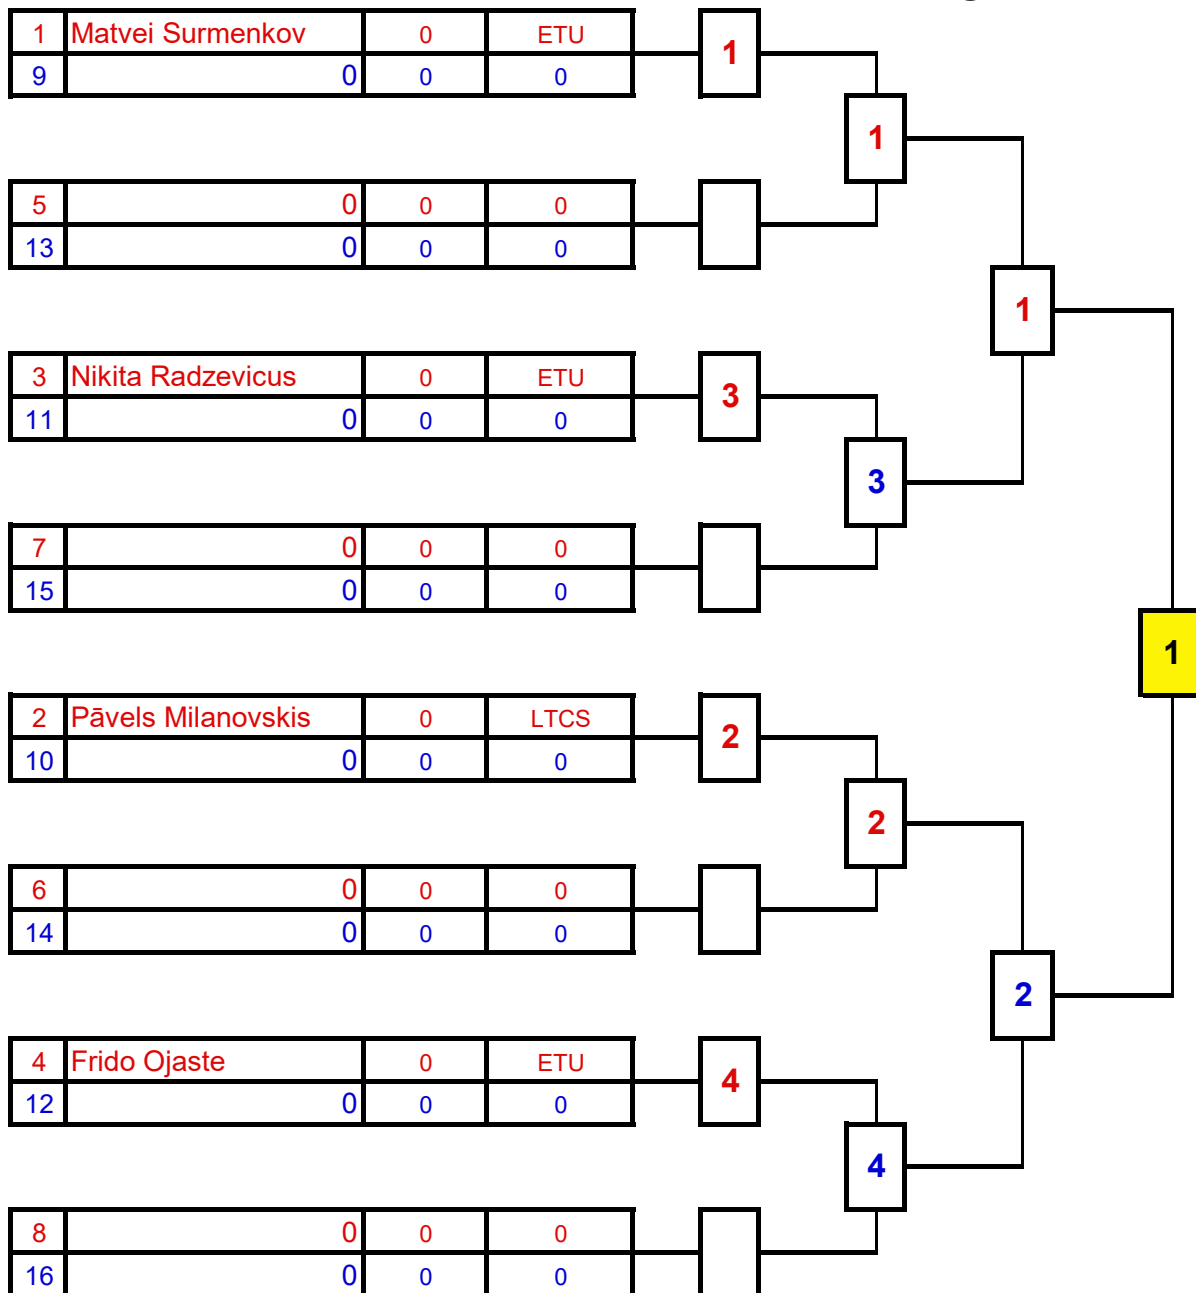 1 Matvei Surmenkov 0 ETU
9 0 0 0
1
1
5 0 0 0
13 0 0 0
1
3 Nikita Radzevicus 0 ETU
11 0 0 0
3
3
7 0 0 0
15 0 0 0
1
2 Pāvels Milanovskis 0 LTCS
10 0 0 0
2
2
6 0 0 0
14 0 0 0
2
4 Frido Ojaste 0 ETU
12 0 0 0
4
4
8 0 0 0
16 0 0 0